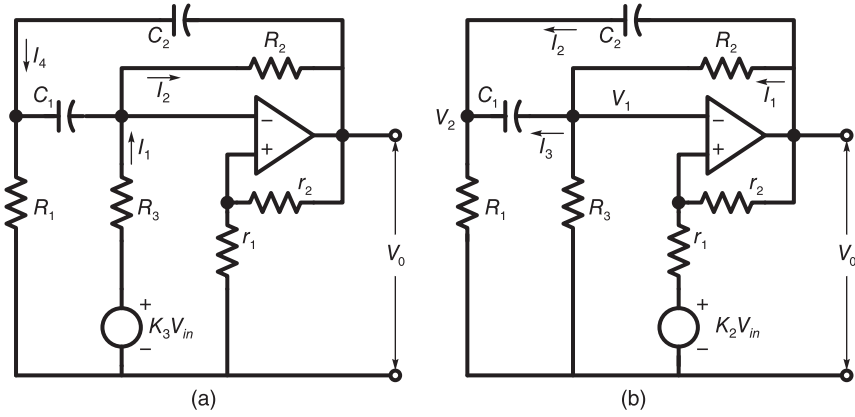 C₂
I₄
R₂
I₂
C₁
−
+
I₁
r₂
R₁
R₃
r₁
V₀
+
K₃Vᵢₙ
−
(a)
I₂
C₂
R₂
I₁
C₁
V₁
V₂
−
+
I₃
r₂
R₁
R₃
r₁
V₀
+
K₂Vᵢₙ
−
(b)